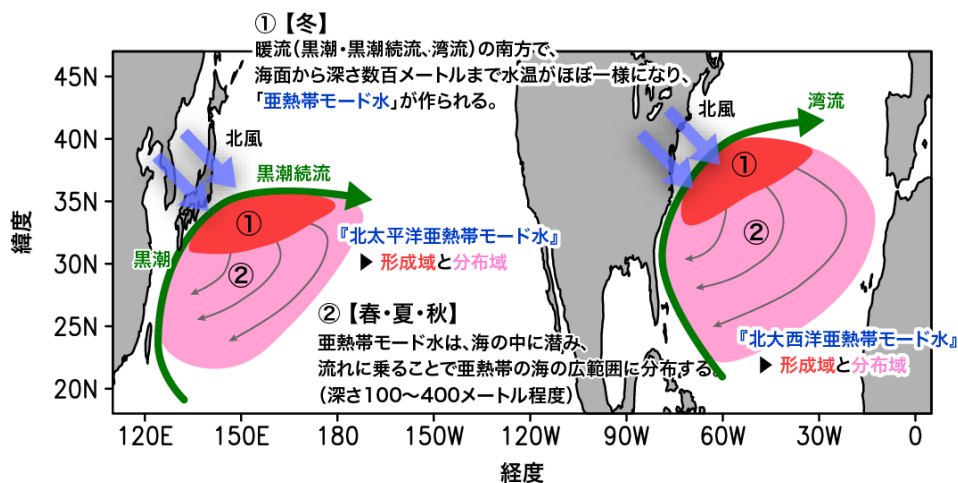 ① 【冬】
暖流(黒潮・黒潮続流、湾流)の南方で、
海面から深さ数百メートルまで水温がほぼ一様になり、
「亜熱帯モード水」が作られる。
45N
40N
35N
30N
25N
20N
緯度
北風
黒潮続流
黒潮
①
②
『北太平洋亜熱帯モード水』
▶ 形成域と分布域
② 【春・夏・秋】
亜熱帯モード水は、海の中に潜み、
流れに乗ることで亜熱帯の海の広範囲に分布する。
(深さ100〜400メートル程度)
北風
湾流
①
②
『北大西洋亜熱帯モード水』
▶ 形成域と分布域
120E 150E 180 150W 120W 90W 60W 30W 0
経度